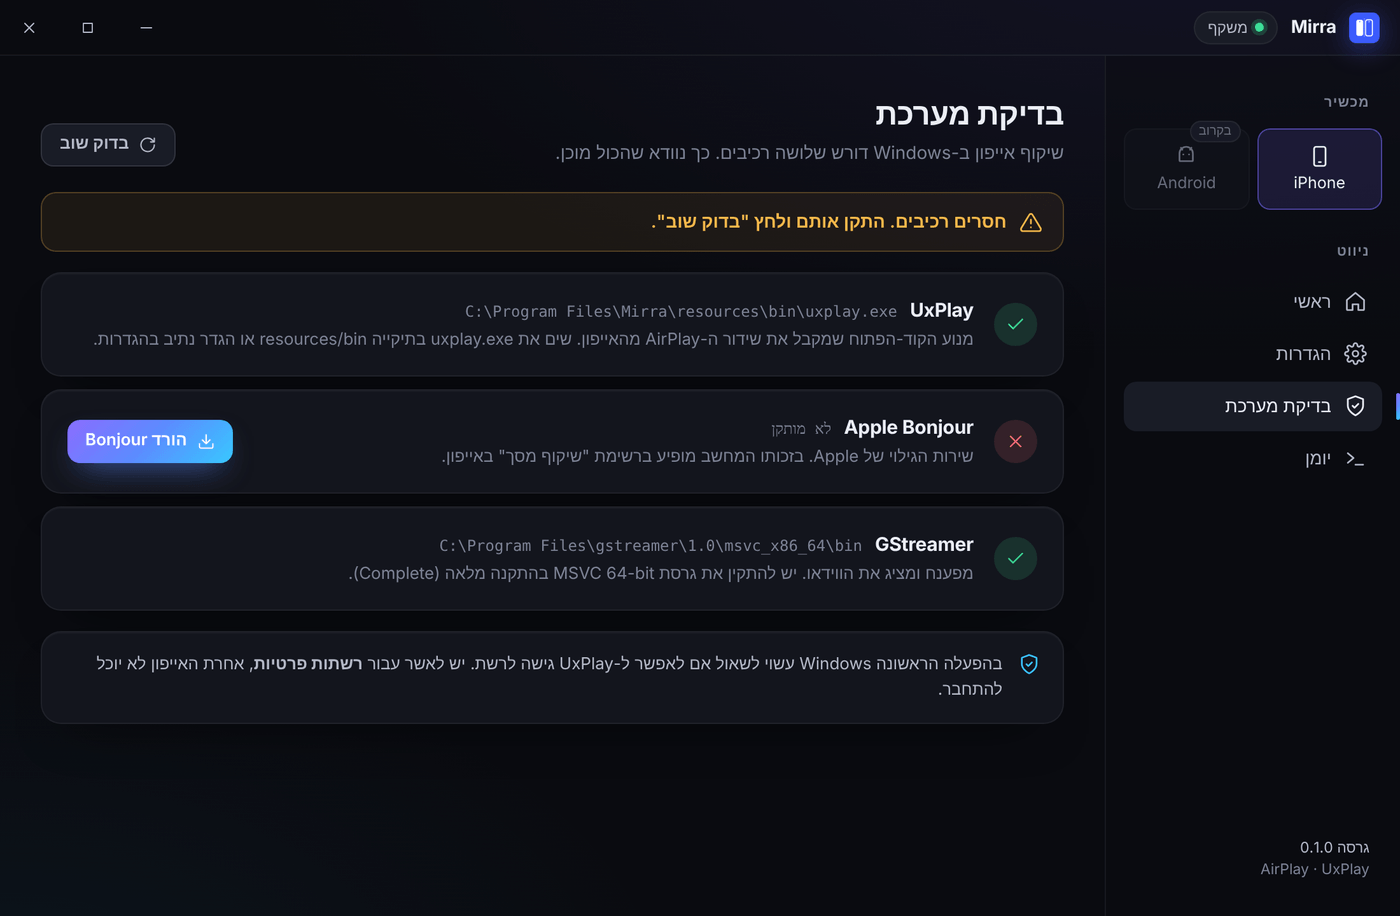 Mirra
משקף
מכשיר
iPhone
בקרוב
Android
ניווט
ראשי
הגדרות
בדיקת מערכת
יומן
גרסה 0.1.0
AirPlay · UxPlay
בדיקת מערכת
שיקוף אייפון ב-Windows דורש שלושה רכיבים. כך נוודא שהכול מוכן.
בדוק שוב
חסרים רכיבים. התקן אותם ולחץ "בדוק שוב".
UxPlay C:\Program Files\Mirra\resources\bin\uxplay.exe
מנוע הקוד-הפתוח שמקבל את שידור ה-AirPlay מהאייפון. שים את uxplay.exe בתיקייה resources/bin או הגדר נתיב בהגדרות.
Apple Bonjour לא מותקן
שירות הגילוי של Apple. בזכותו המחשב מופיע ברשימת "שיקוף מסך" באייפון.
הורד Bonjour
GStreamer C:\Program Files\gstreamer\1.0\msvc_x86_64\bin
מפענח ומציג את הווידאו. יש להתקין את גרסת MSVC 64-bit בהתקנה מלאה (Complete).
בהפעלה הראשונה Windows עשוי לשאול אם לאפשר ל-UxPlay גישה לרשת. יש לאשר עבור רשתות פרטיות, אחרת האייפון לא יוכל
להתחבר.